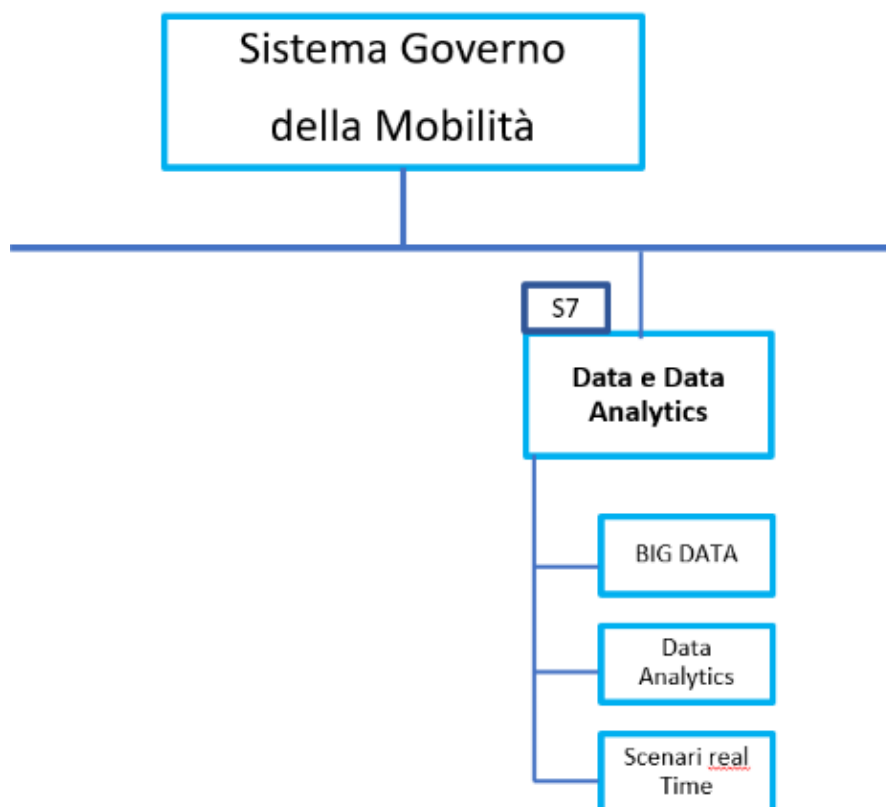 Sistema Governo
della Mobilità
S7
Data e Data
Analytics
BIG DATA
Data
Analytics
Scenari real
Time